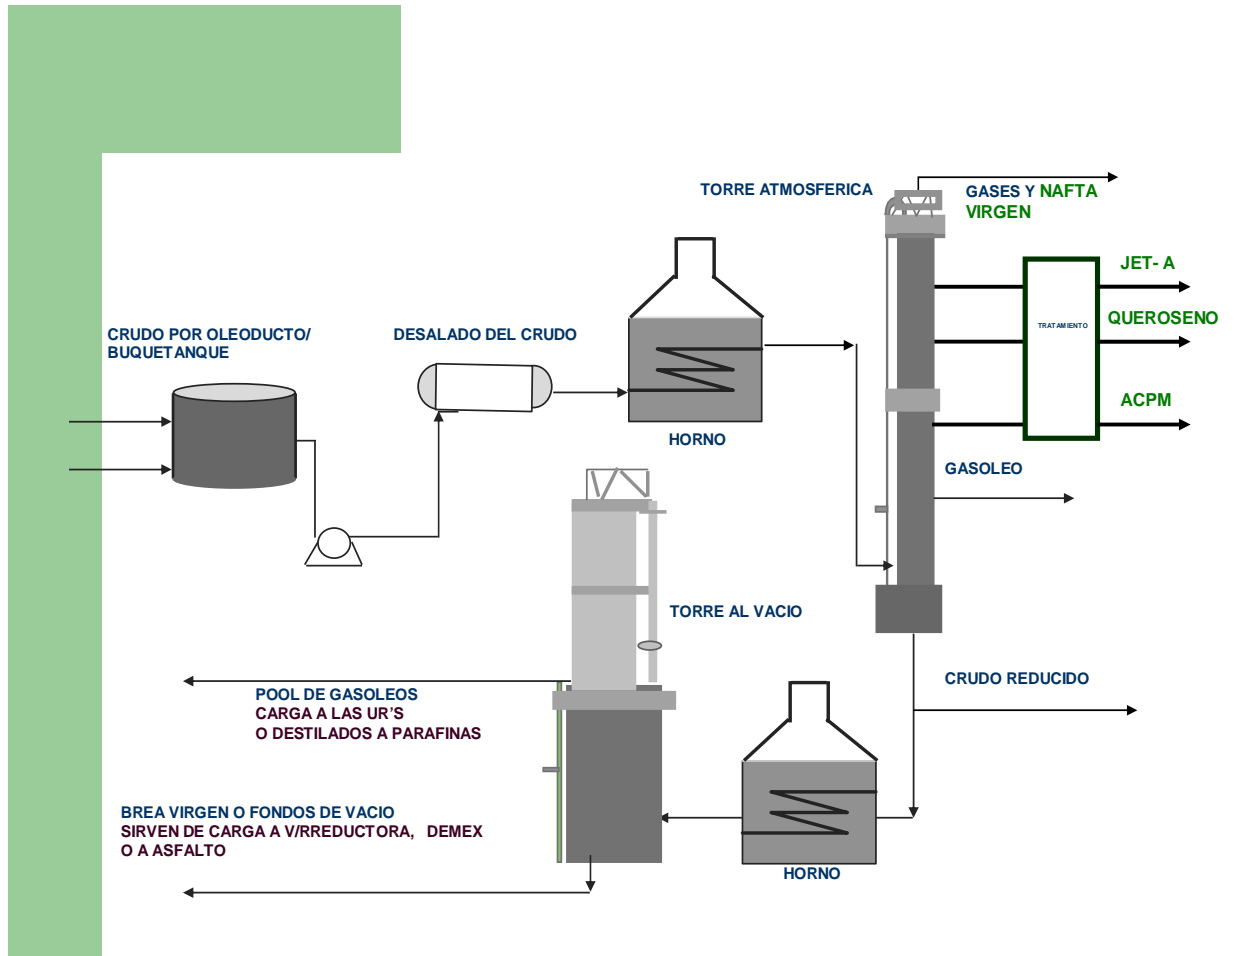 TORRE ATMOSFERICA
GASES Y NAFTA
VIRGEN
JET- A
QUEROSENO
TRATAMIENTO
ACPM
CRUDO POR OLEODUCTO/
BUQUETANQUE
DESALADO DEL CRUDO
HORNO
GASOLEO
TORRE AL VACIO
CRUDO REDUCIDO
POOL DE GASOLEOS
CARGA A LAS UR’S
O DESTILADOS A PARAFINAS
BREA VIRGEN O FONDOS DE VACIO
SIRVEN DE CARGA A V/RREDUCTORA, DEMEX
O A ASFALTO
HORNO